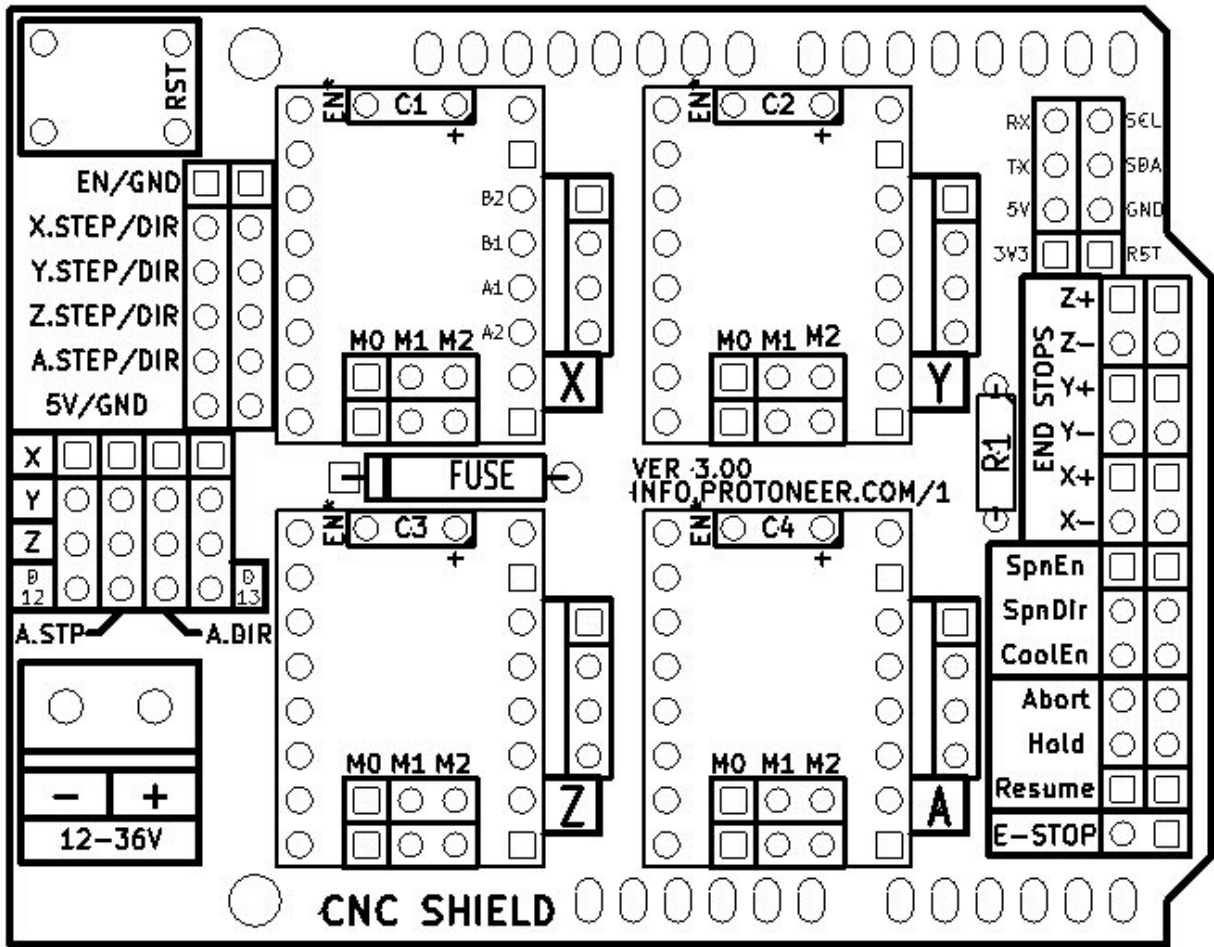 RST
EN/GND
X.STEP/DIR
Y.STEP/DIR
Z.STEP/DIR
A.STEP/DIR
5V/GND
X
Y
Z
D 12
D 13
A.STP
A.DIR
- +
12-36V
EN*
C1
+
B2
B1
A1
A2
M0 M1 M2
X
EN*
C2
+
M0 M1 M2
Y
FUSE
VER 3.00
INFO.PROTONEER.COM/1
R1
EN*
C3
+
M0 M1 M2
Z
EN*
C4
+
M0 M1 M2
A
RX SCL
TX SDA
5V GND
3V3 RST
END STOPS
Z+
Z-
Y+
Y-
X+
X-
SpnEn
SpnDir
CoolEn
Abort
Hold
Resume
E-STOP
CNC SHIELD